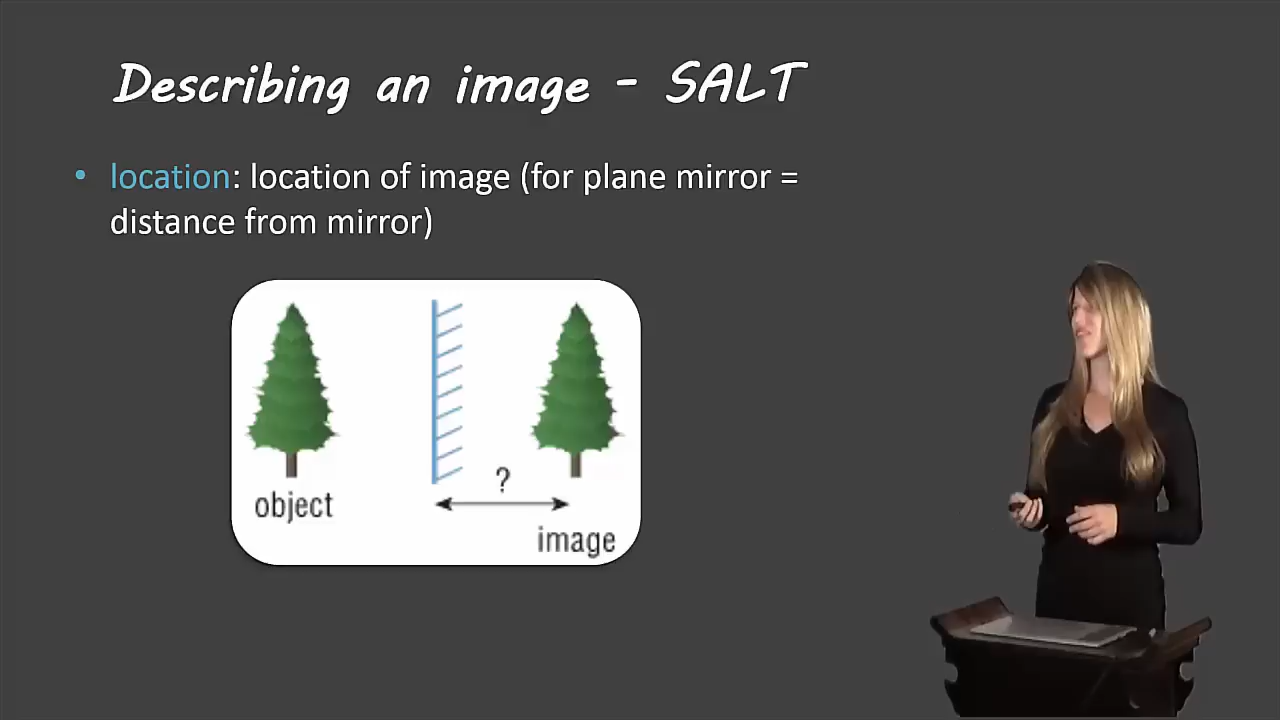 Describing an image - SALT
• location: location of image (for plane mirror =
distance from mirror)
?
object
image